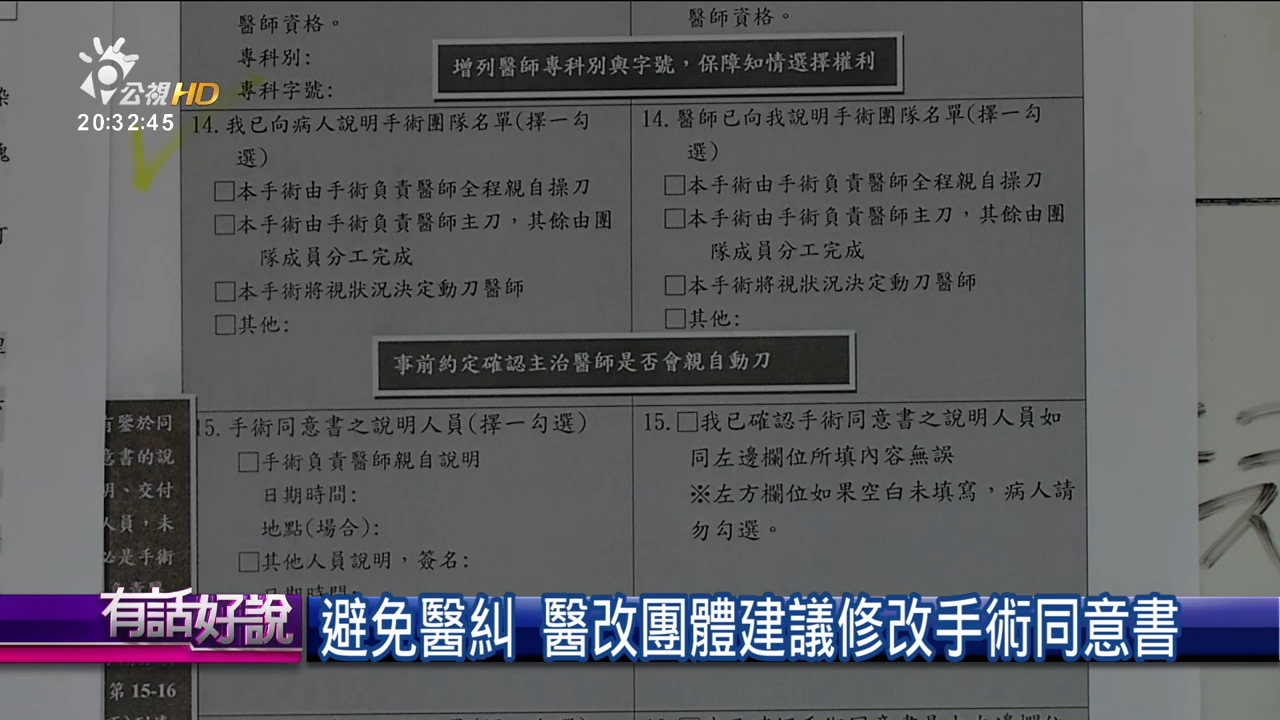 公視HD
20:32:45
醫師資格。
專科別:
專科字號:
醫師資格。
增列醫師專科別與字號，保障知情選擇權利
14.我已向病人說明手術團隊名單(擇一勾
選)
□本手術由手術負責醫師全程親自操刀
□本手術由手術負責醫師主刀，其餘由團
隊成員分工完成
□本手術將視狀況決定動刀醫師
□其他:
14.醫師已向我說明手術團隊名單(擇一勾
選)
□本手術由手術負責醫師全程親自操刀
□本手術由手術負責醫師主刀，其餘由團
隊成員分工完成
□本手術將視狀況決定動刀醫師
□其他:
事前約定確認主治醫師是否會親自動刀
15.手術同意書之說明人員(擇一勾選)
□手術負責醫師親自說明
日期時間:
地點(場合):
□其他人員說明，簽名:
日期時間:
15.□我已確認手術同意書之說明人員如
同左邊欄位所填內容無誤
※左方欄位如果空白未填寫，病人請
勿勾選。
有鑒於同
意書的說
明、交付
人員，未
必是手術
第 15-16
有話好說
避免醫糾 醫改團體建議修改手術同意書